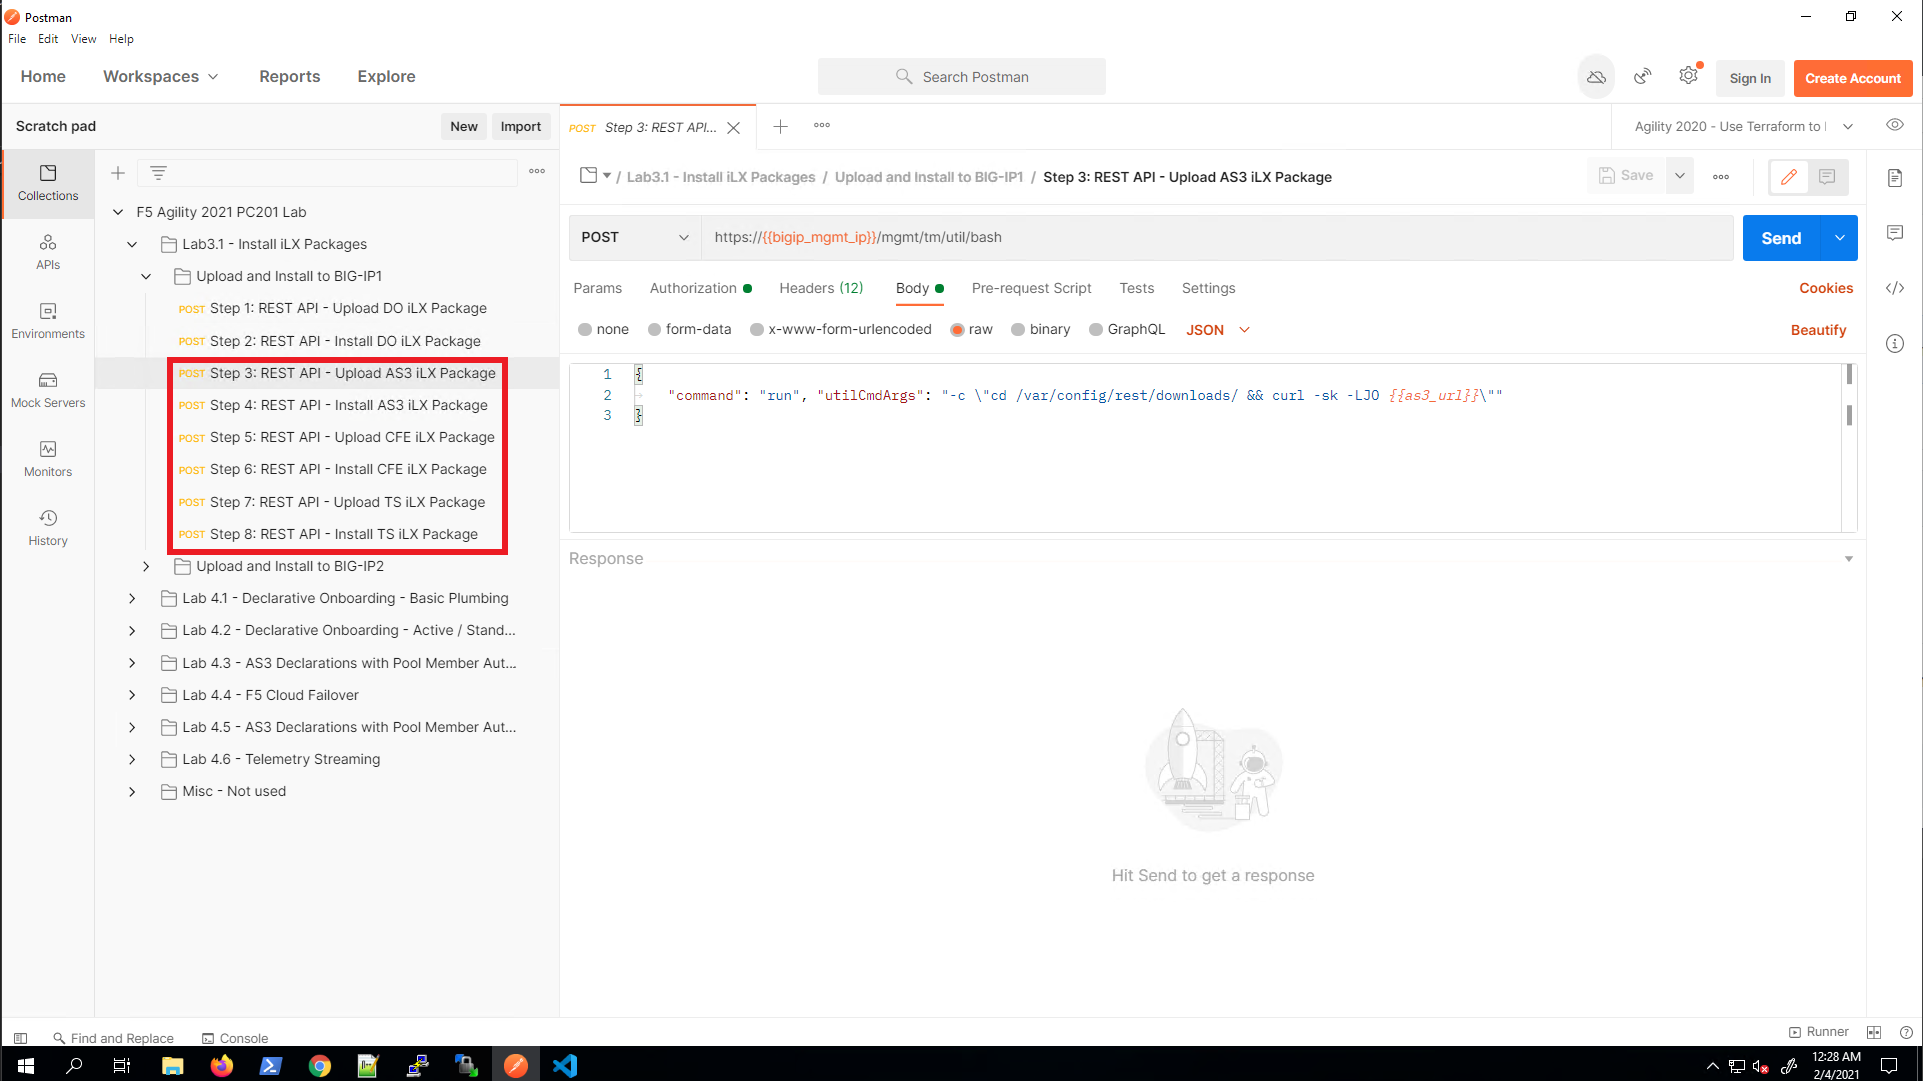 Postman
File Edit View Help
Home Workspaces Reports Explore
Search Postman
Sign In
Create Account
Scratch pad
New
Import
POST Step 3: REST API...
Agility 2020 - Use Terraform to
Collections
APIs
Environments
Mock Servers
Monitors
History
F5 Agility 2021 PC201 Lab
Lab3.1 - Install iLX Packages
Upload and Install to BIG-IP1
POST Step 1: REST API - Upload DO iLX Package
POST Step 2: REST API - Install DO iLX Package
POST Step 3: REST API - Upload AS3 iLX Package
POST Step 4: REST API - Install AS3 iLX Package
POST Step 5: REST API - Upload CFE iLX Package
POST Step 6: REST API - Install CFE iLX Package
POST Step 7: REST API - Upload TS iLX Package
POST Step 8: REST API - Install TS iLX Package
Upload and Install to BIG-IP2
Lab 4.1 - Declarative Onboarding - Basic Plumbing
Lab 4.2 - Declarative Onboarding - Active / Stand...
Lab 4.3 - AS3 Declarations with Pool Member Aut...
Lab 4.4 - F5 Cloud Failover
Lab 4.5 - AS3 Declarations with Pool Member Aut...
Lab 4.6 - Telemetry Streaming
Misc - Not used
/ Lab3.1 - Install iLX Packages / Upload and Install to BIG-IP1 / Step 3: REST API - Upload AS3 iLX Package
Save
POST https://{{bigip_mgmt_ip}}/mgmt/tm/util/bash
Send
Params Authorization Headers (12) Body Pre-request Script Tests Settings
Cookies
none form-data x-www-form-urlencoded raw binary GraphQL JSON
Beautify
1 {
2 "command": "run", "utilCmdArgs": "-c \"cd /var/config/rest/downloads/ && curl -sk -LJO {{as3_url}}\""
3 }
Response
Hit Send to get a response
Find and Replace Console
Runner
12:28 AM
2/4/2021